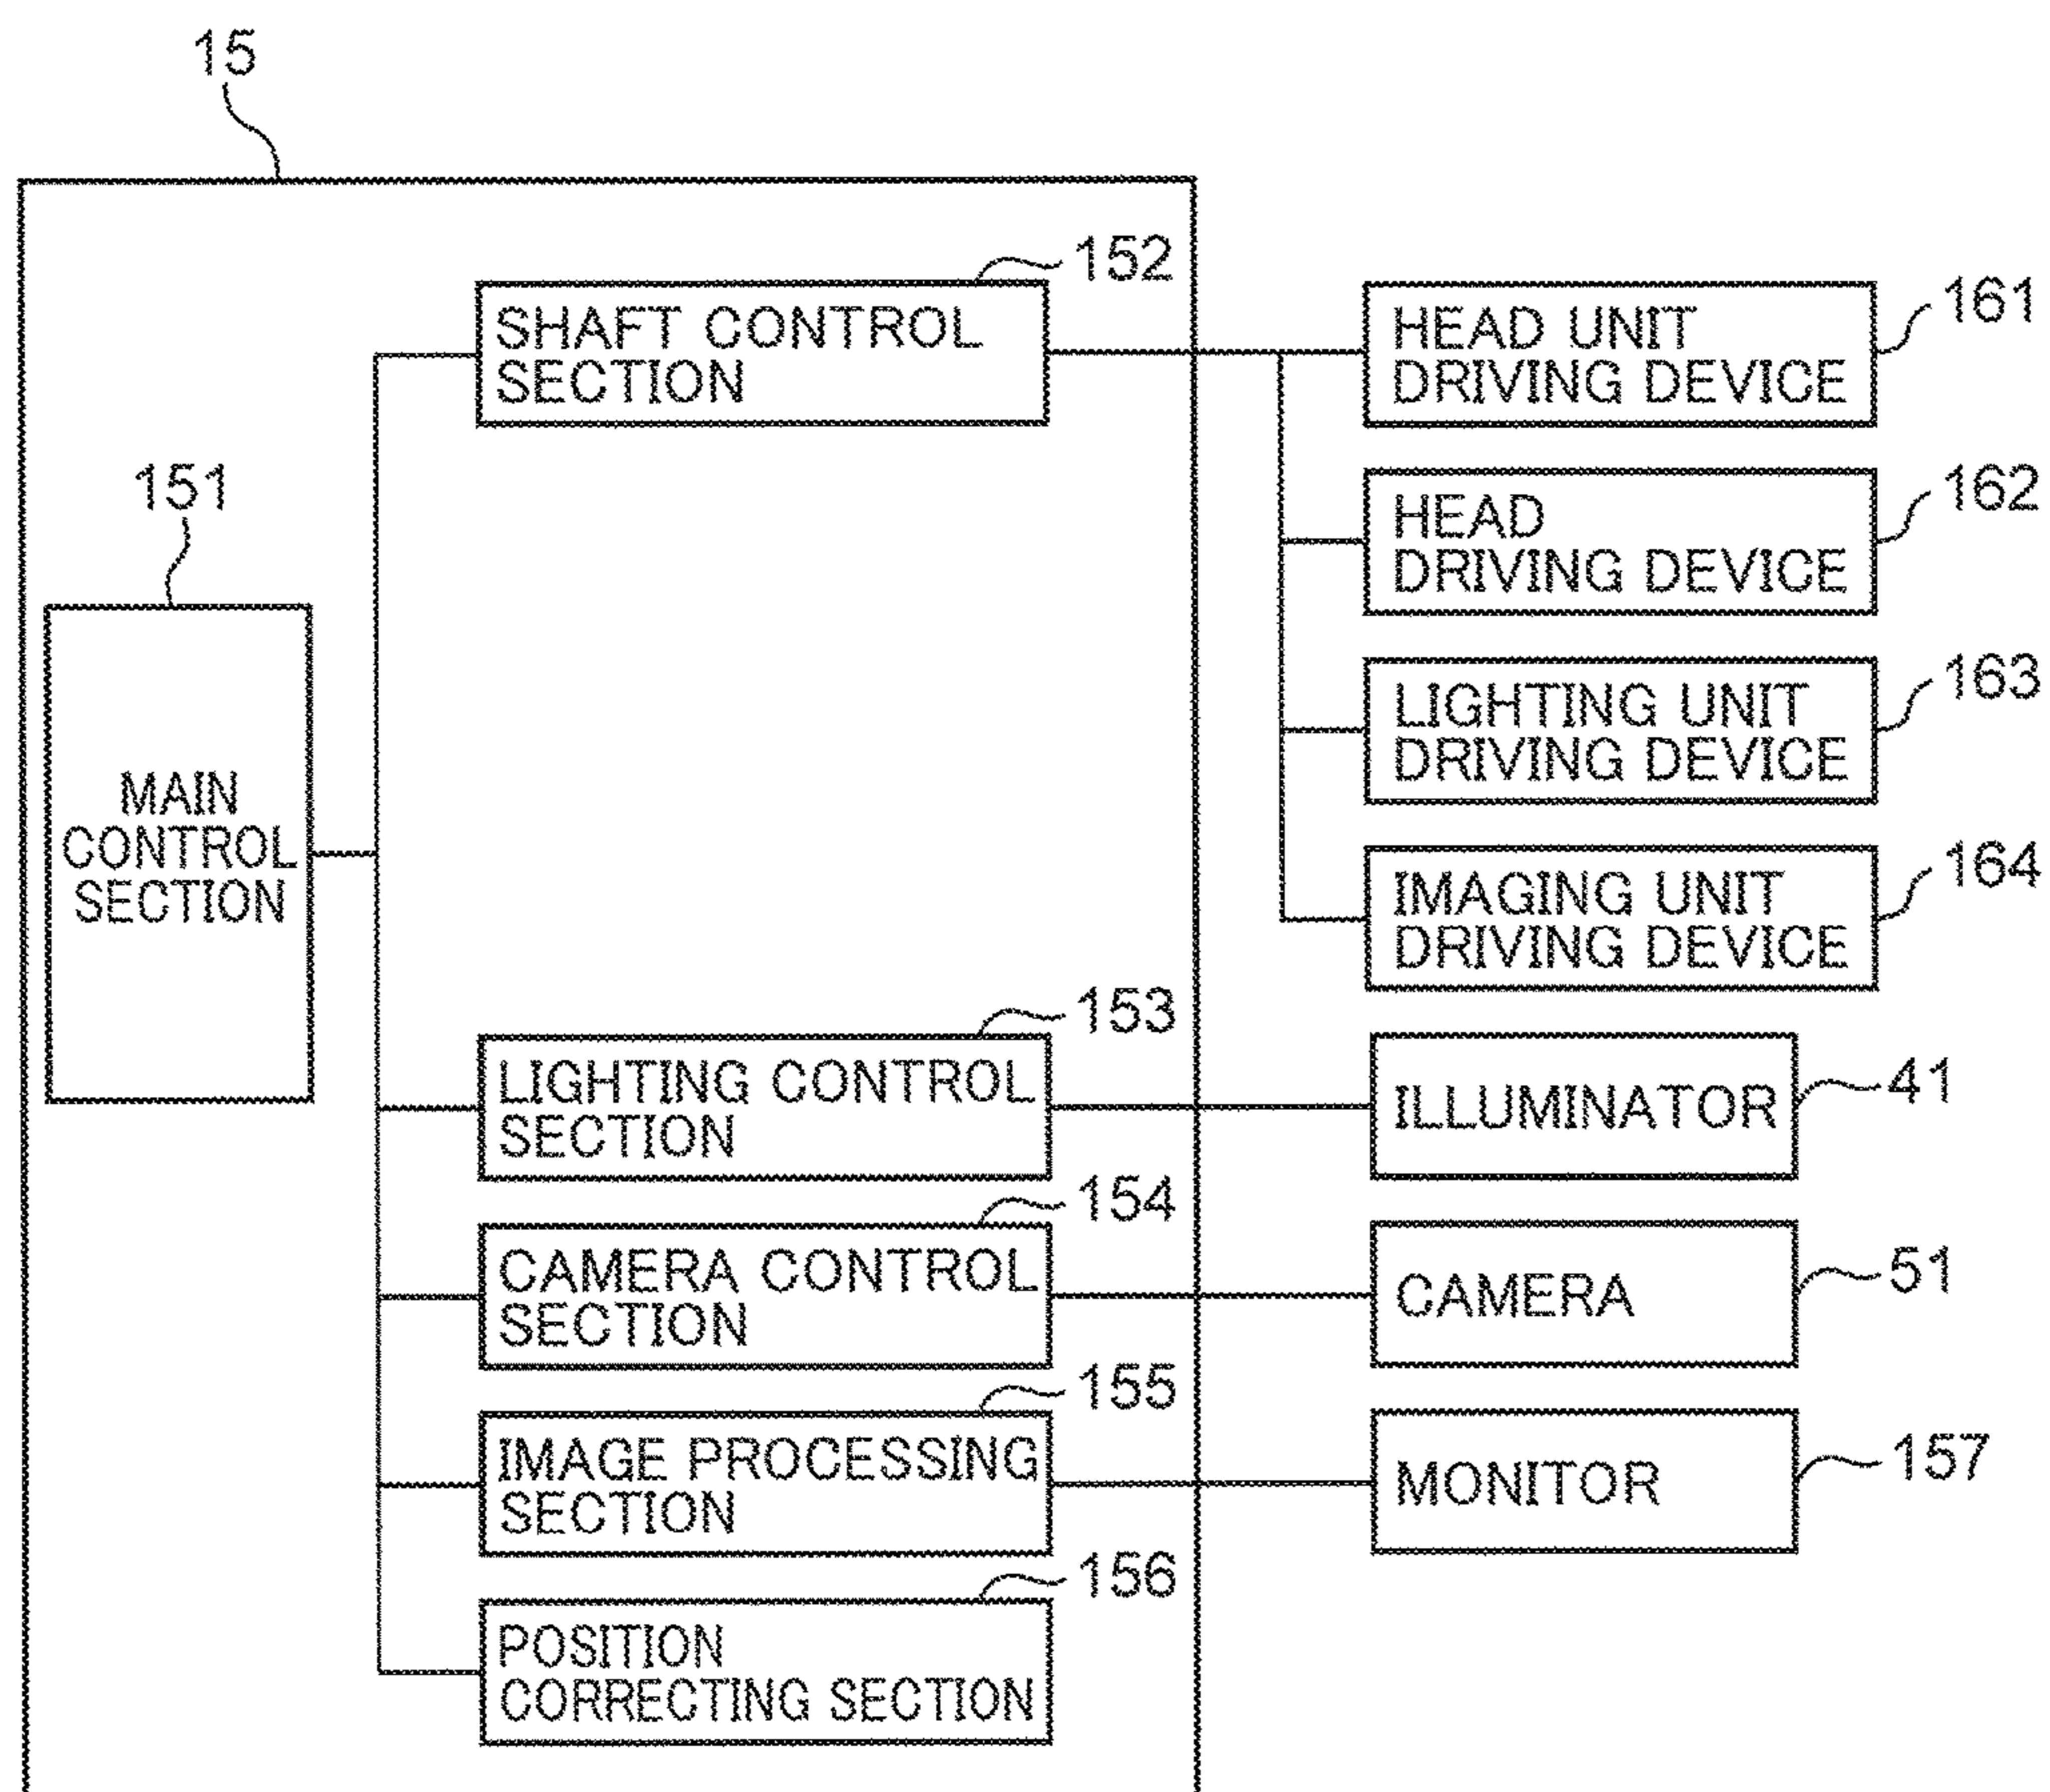 15
152
SHAFT CONTROL
SECTION
161
HEAD UNIT
DRIVING DEVICE
162
HEAD
DRIVING DEVICE
151
MAIN
CONTROL
SECTION
163
LIGHTING UNIT
DRIVING DEVICE
164
IMAGING UNIT
DRIVING DEVICE
153
LIGHTING CONTROL
SECTION
41
ILLUMINATOR
154
CAMERA CONTROL
SECTION
51
CAMERA
155
IMAGE PROCESSING
SECTION
157
MONITOR
156
POSITION
CORRECTING SECTION